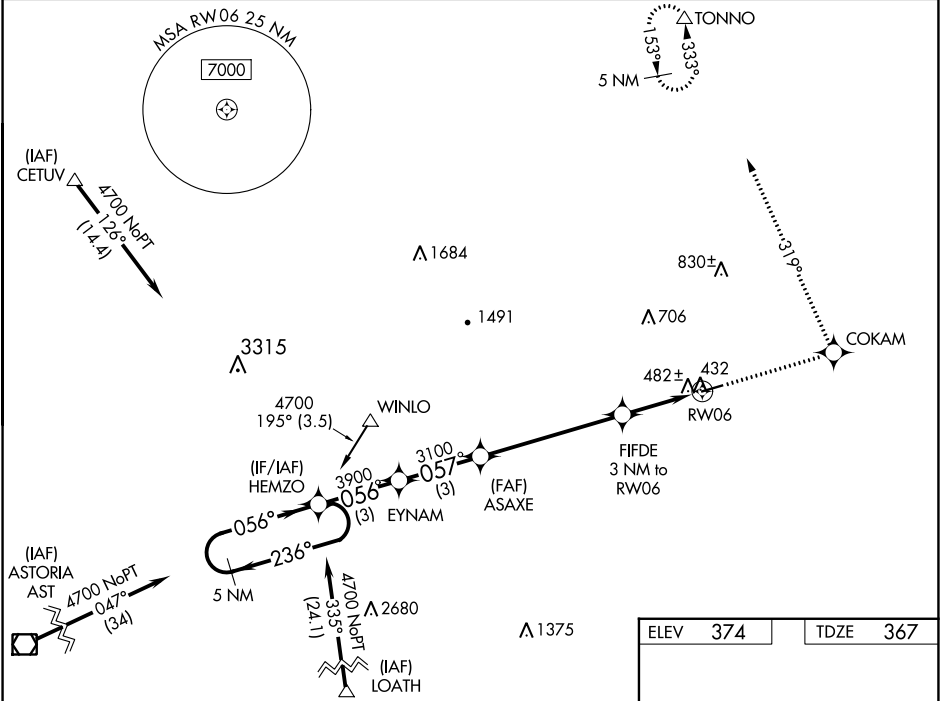 MSA RW06 25 NM
7000
TONNO
153°
333°
5 NM
(IAF)
CETUV
4700 NoPT
126°
(14.4)
1684
830±
319°
1491
706
COKAM
3315
482±
432
RW06
4700
195° (3.5)
WINLO
FIFDE
3 NM to
RW06
(IF/IAF)
HEMZO
3900
056°
(3)
3100
057°
(3)
(FAF)
ASAXE
EYNAM
056°
236°
5 NM
(IAF)
ASTORIA
AST
4700 NoPT
047°
(34)
4700 NoPT
335°
(24.1)
2680
1375
(IAF)
LOATH
ELEV 374
TDZE 367